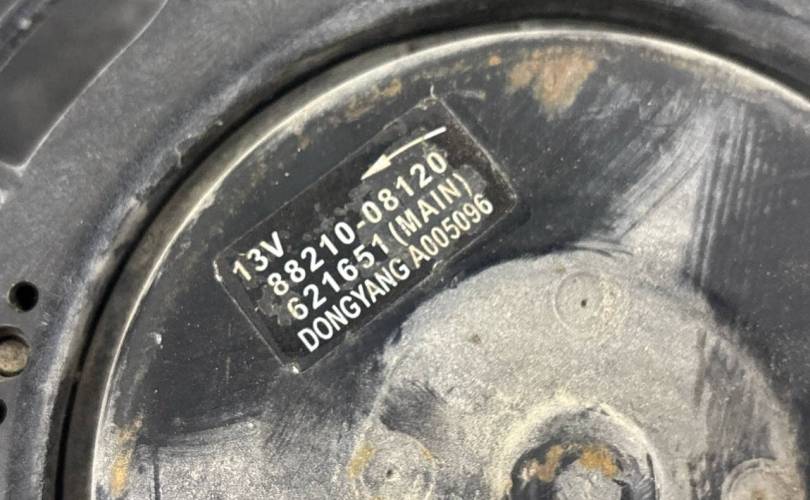 13V
88210-08120
621651 (MAIN)
DONGYANG A005096